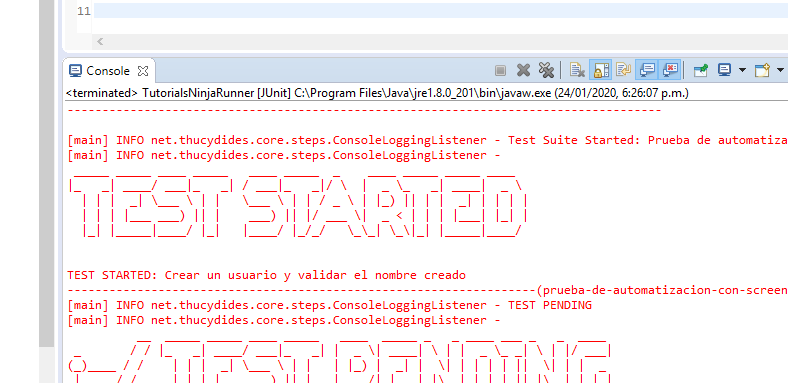 11
Console
<terminated> TutorialsNinjaRunner [JUnit] C:\Program Files\Java\jre1.8.0_201\bin\javaw.exe (24/01/2020, 6:26:07 p.m.)
[main] INFO net.thucydides.core.steps.ConsoleLoggingListener - Test Suite Started: Prueba de automatiza
[main] INFO net.thucydides.core.steps.ConsoleLoggingListener -
TEST STARTED
TEST STARTED: Crear un usuario y validar el nombre creado
--------------------------------------------------------------(prueba-de-automatizacion-con-screen
[main] INFO net.thucydides.core.steps.ConsoleLoggingListener - TEST PENDING
[main] INFO net.thucydides.core.steps.ConsoleLoggingListener -
TEST PENDING